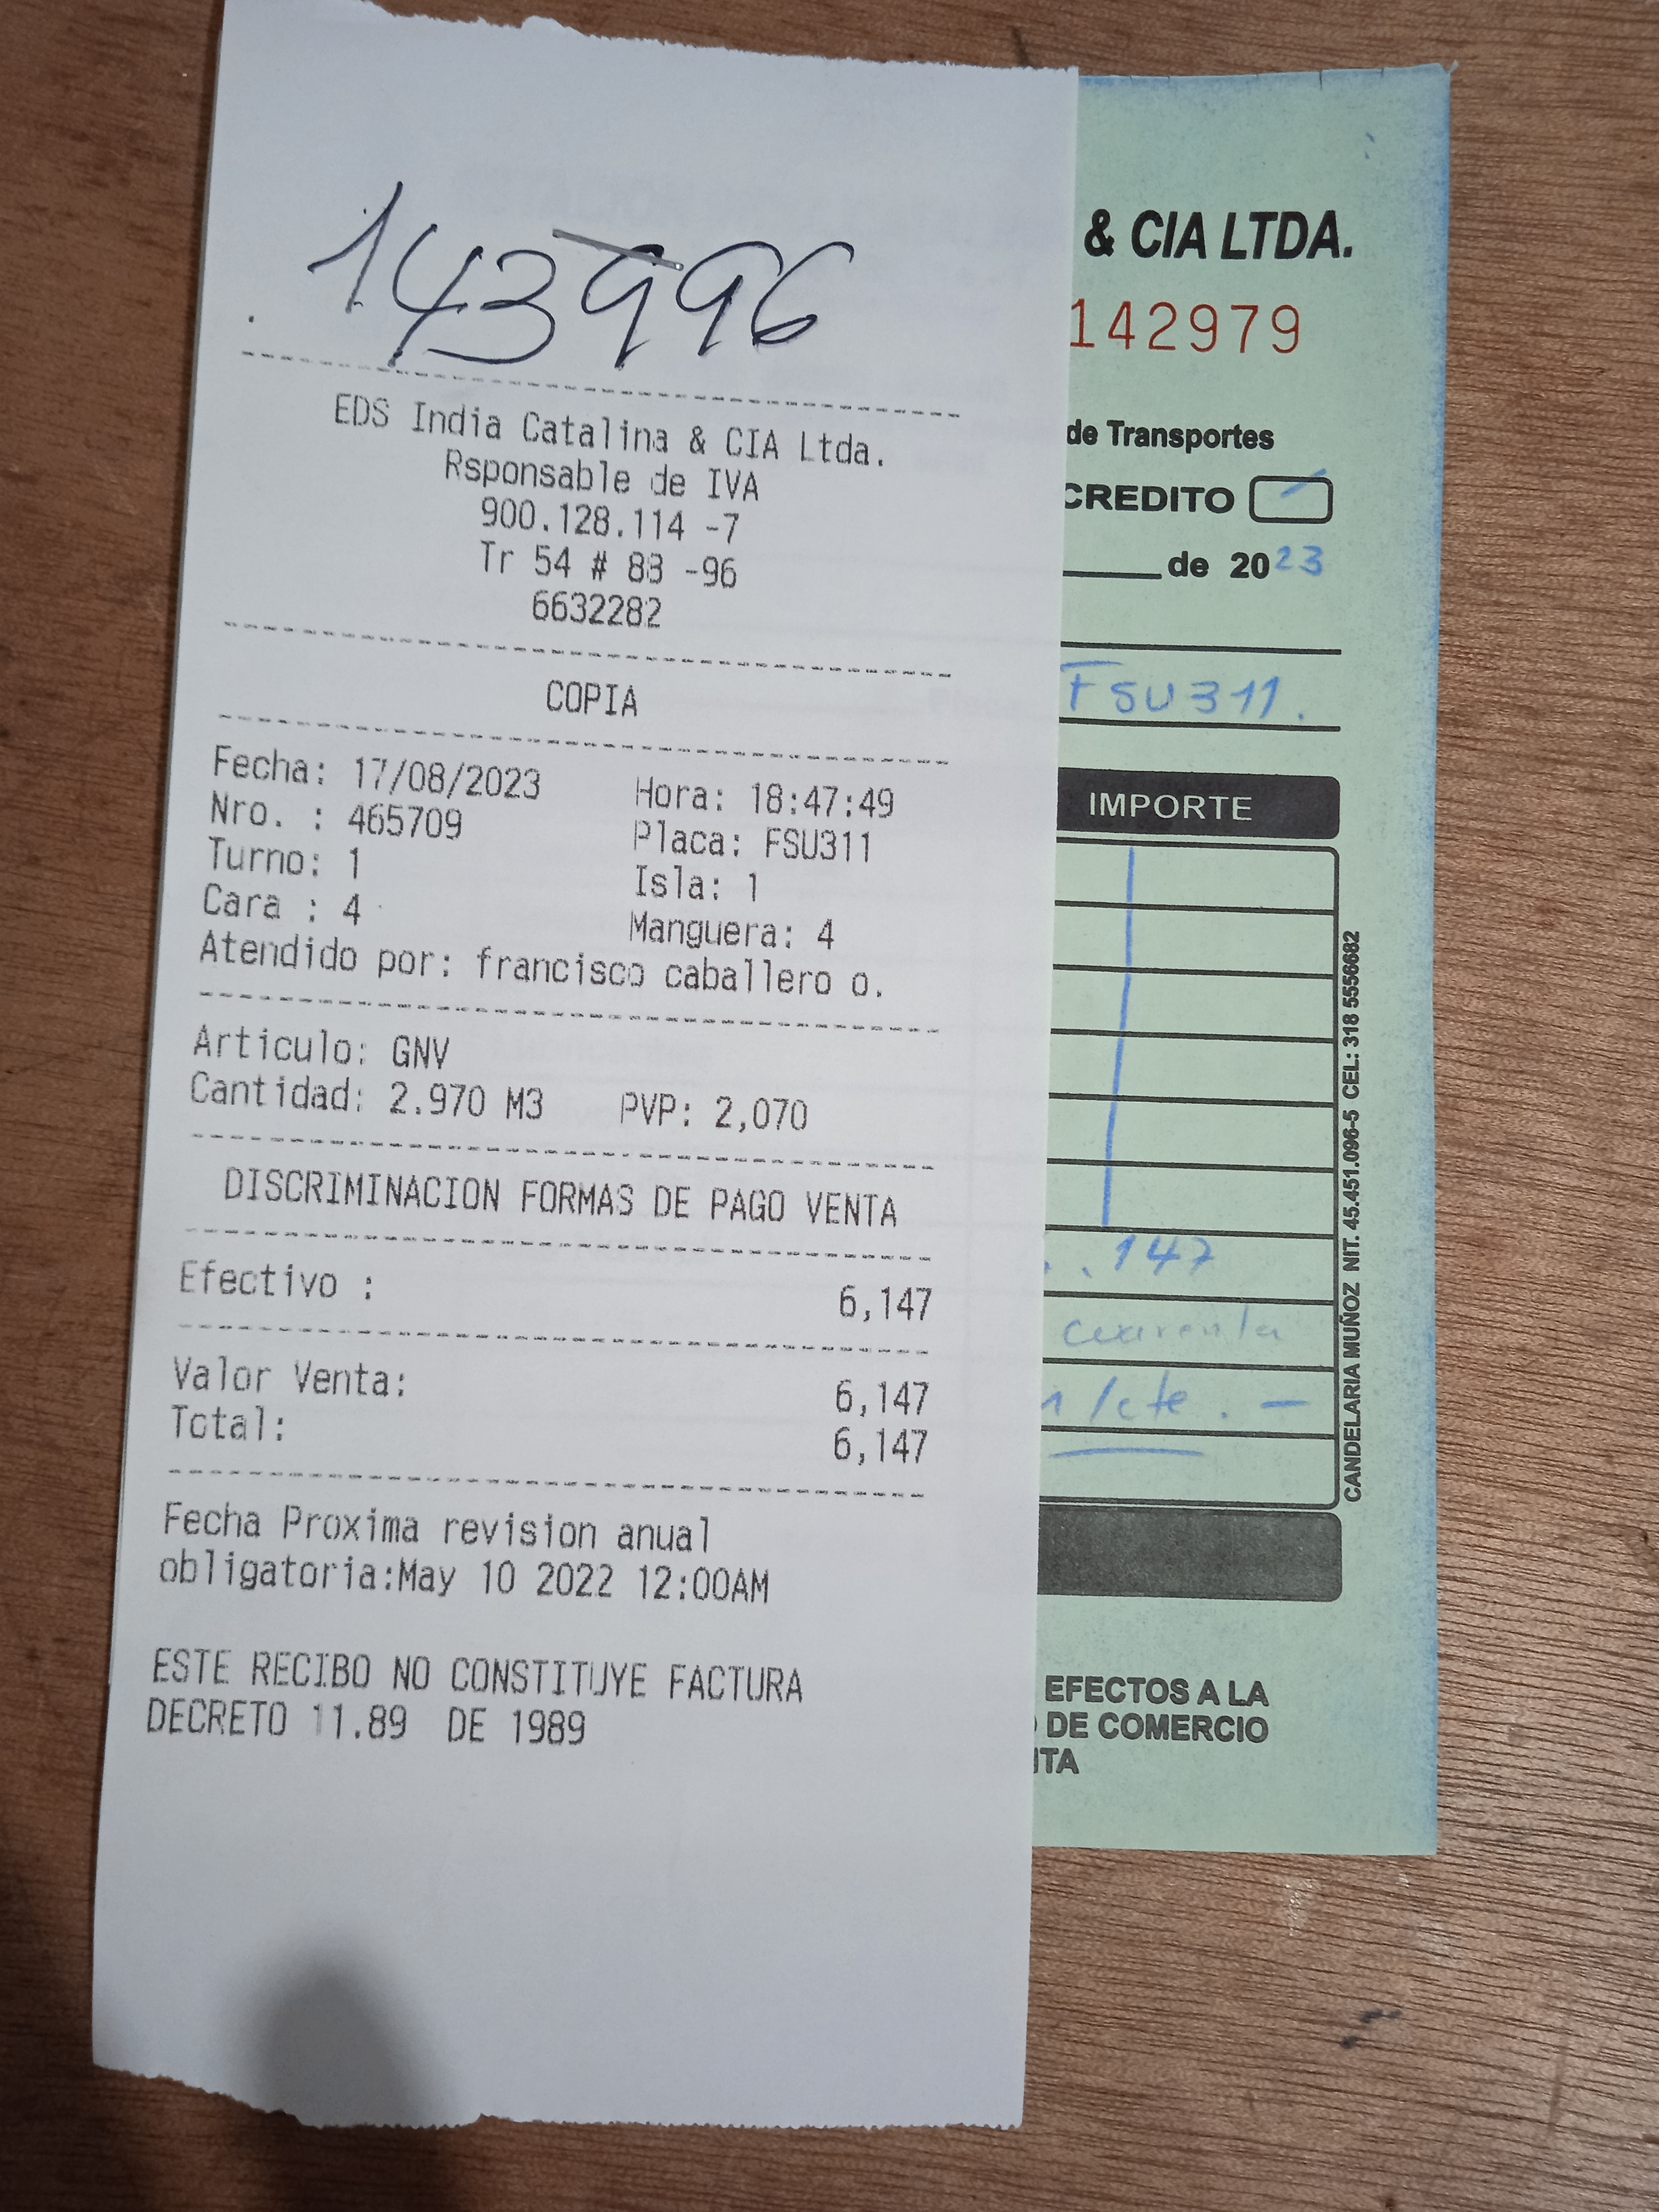 143996
EDS India Catalina & CIA Ltda.
Rsponsable de IVA
900.128.114 -7
Tr 54 # 88 -96
6632282
COPIA
Fecha: 17/08/2023 Hora: 18:47:49
Nro. : 465709 Placa: FSU311
Turno: 1 Isla: 1
Cara : 4 Manguera: 4
Atendido por: francisco caballero o.
Articulo: GNV
Cantidad: 2.970 M3 PVP: 2,070
DISCRIMINACION FORMAS DE PAGO VENTA
Efectivo : 6,147
Valor Venta: 6,147
Total: 6,147
Fecha Proxima revision anual
obligatoria:May 10 2022 12:00AM
ESTE RECIBO NO CONSTITUYE FACTURA
DECRETO 11.89 DE 1989
& CIA LTDA.
142979
de Transportes
CREDITO
de 2023
FSU311.
IMPORTE
147
cuarenta
/cte. -
EFECTOS A LA
DE COMERCIO
NTA
CANDELARIA MUÑOZ NIT. 45.451.096-5 CEL: 318 5556682